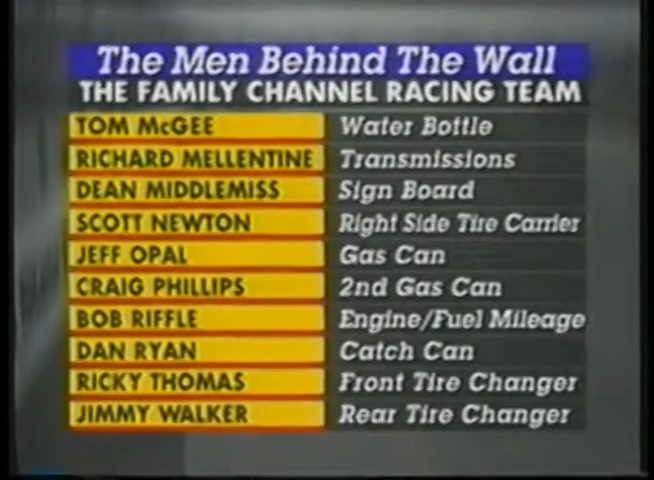 The Men Behind The Wall
THE FAMILY CHANNEL RACING TEAM
TOM McGEE Water Bottle
RICHARD MELLENTINE Transmissions
DEAN MIDDLEMISS Sign Board
SCOTT NEWTON Right Side Tire Carrier
JEFF OPAL Gas Can
CRAIG PHILLIPS 2nd Gas Can
BOB RIFFLE Engine/Fuel Mileage
DAN RYAN Catch Can
RICKY THOMAS Front Tire Changer
JIMMY WALKER Rear Tire Changer